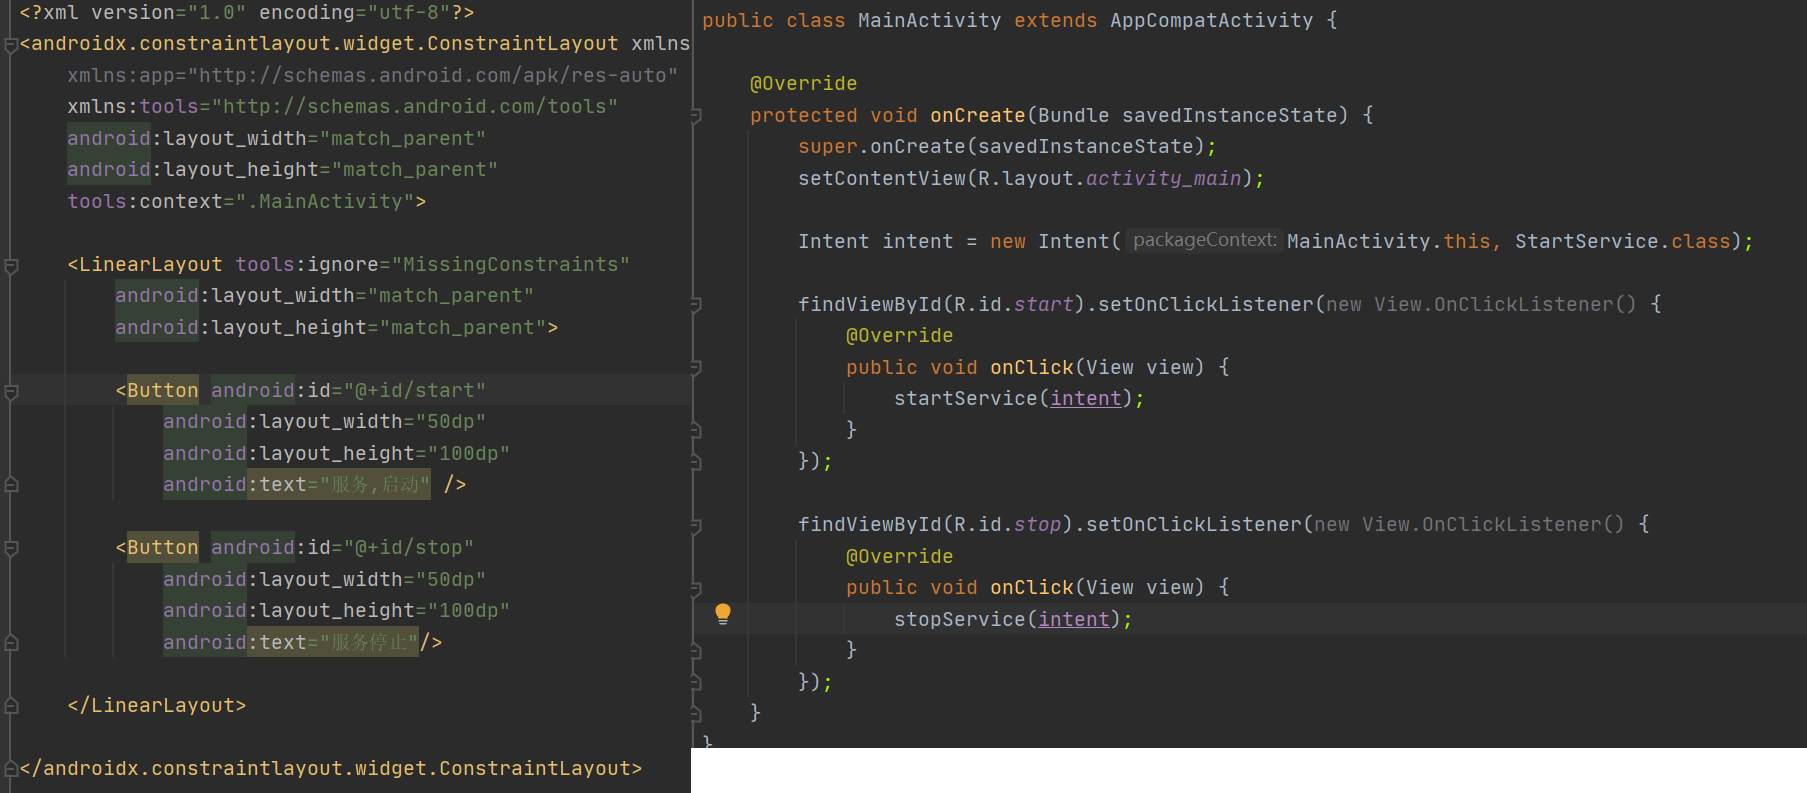 <?xml version="1.0" encoding="utf-8"?>
<androidx.constraintlayout.widget.ConstraintLayout xmlns
xmlns:app="http://schemas.android.com/apk/res-auto"
xmlns:tools="http://schemas.android.com/tools"
android:layout_width="match_parent"
android:layout_height="match_parent"
tools:context=".MainActivity">
<LinearLayout tools:ignore="MissingConstraints"
android:layout_width="match_parent"
android:layout_height="match_parent">
<Button android:id="@+id/start"
android:layout_width="50dp"
android:layout_height="100dp"
android:text="服务,启动" />
<Button android:id="@+id/stop"
android:layout_width="50dp"
android:layout_height="100dp"
android:text="服务停止"/>
</LinearLayout>
</androidx.constraintlayout.widget.ConstraintLayout>
public class MainActivity extends AppCompatActivity {
@Override
protected void onCreate(Bundle savedInstanceState) {
super.onCreate(savedInstanceState);
setContentView(R.layout.activity_main);
Intent intent = new Intent( packageContext: MainActivity.this, StartService.class);
findViewById(R.id.start).setOnClickListener(new View.OnClickListener() {
@Override
public void onClick(View view) {
startService(intent);
}
});
findViewById(R.id.stop).setOnClickListener(new View.OnClickListener() {
@Override
public void onClick(View view) {
stopService(intent);
}
});
}
}